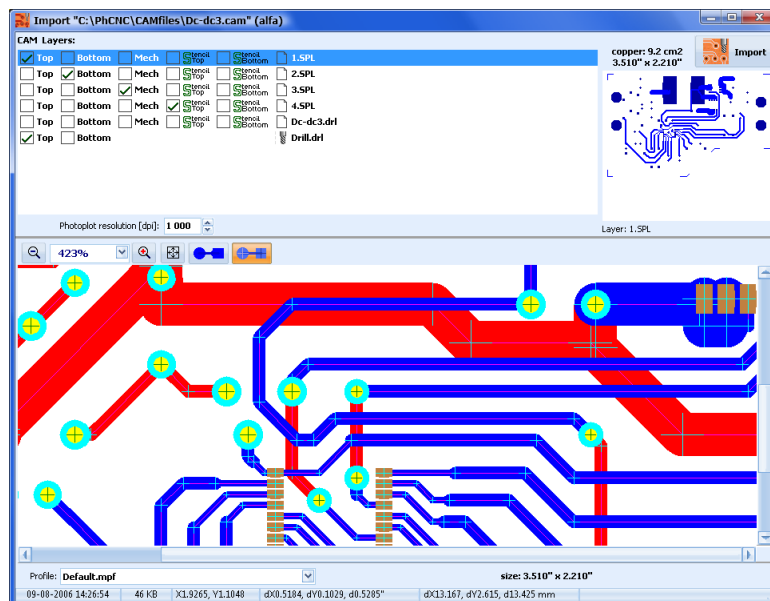 Import "C:\PhCNC\CAMfiles\Dc-dc3.cam" (alfa)
CAM Layers:
Top Bottom Mech Stencil Top Stencil Bottom 1.SPL
Top Bottom Mech Stencil Top Stencil Bottom 2.SPL
Top Bottom Mech Stencil Top Stencil Bottom 3.SPL
Top Bottom Mech Stencil Top Stencil Bottom 4.SPL
Top Bottom Mech Stencil Top Stencil Bottom Dc-dc3.drl
Top Bottom Drill.drl
copper: 9.2 cm2
3.510" x 2.210"
Import
Photoplot resolution [dpi]: 1 000
Layer: 1.SPL
423%
Profile: Default.mpf
size: 3.510" x 2.210"
09-08-2006 14:26:54 46 KB X1.9265, Y1.1048 dX0.5184, dY0.1029, d0.5285" dX13.167, dY2.615, d13.425 mm